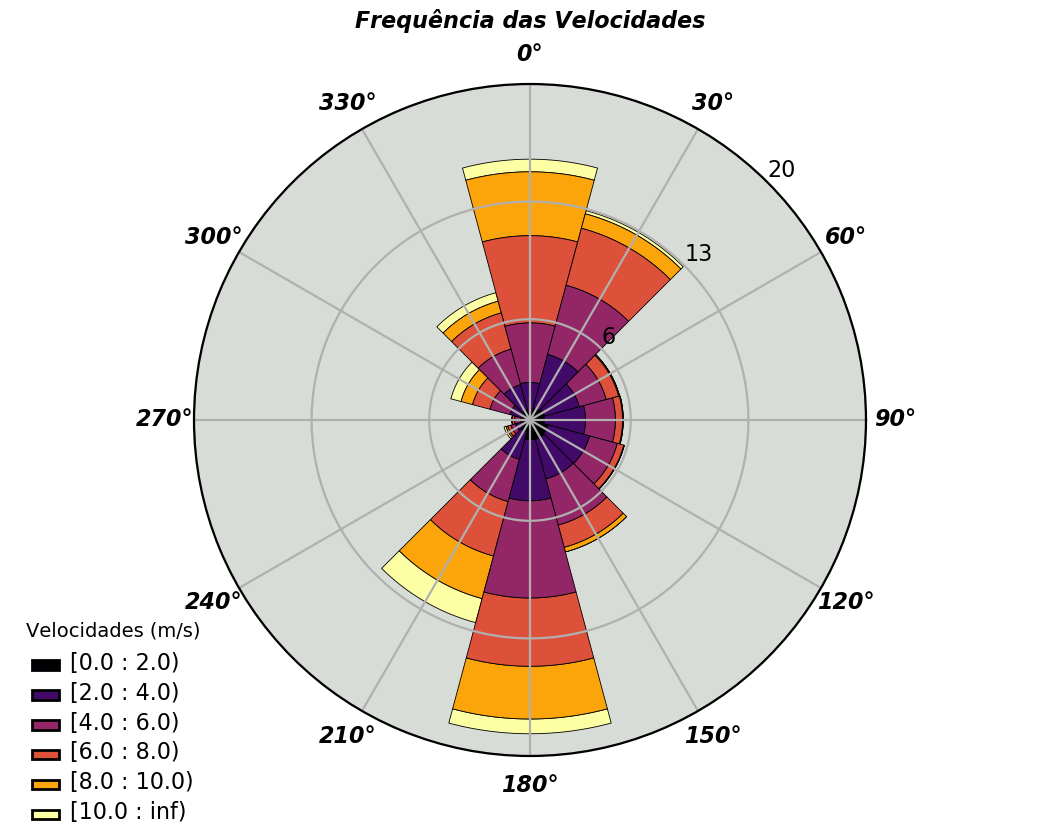 Frequência das Velocidades
0°
330°
30°
20
300°
60°
13
6
270°
90°
240°
120°
210°
150°
180°
Velocidades (m/s)
[0.0 : 2.0)
[2.0 : 4.0)
[4.0 : 6.0)
[6.0 : 8.0)
[8.0 : 10.0)
[10.0 : inf)